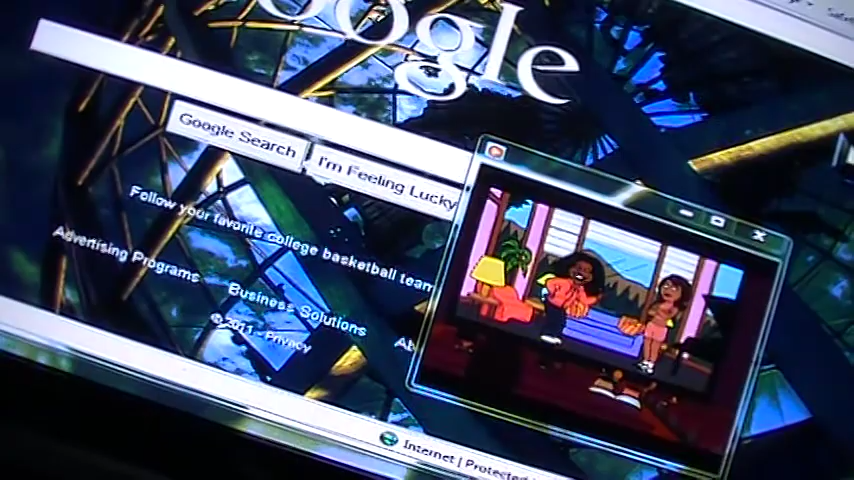 Google
Google Search
I'm Feeling Lucky
Follow your favorite college basketball team
Advertising Programs
Business Solutions
© 2011 - Privacy
Internet | Protected